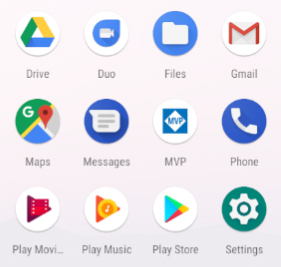 Drive Duo Files Gmail
G
MVP
Maps Messages MVP Phone
Play Movi... Play Music Play Store Settings